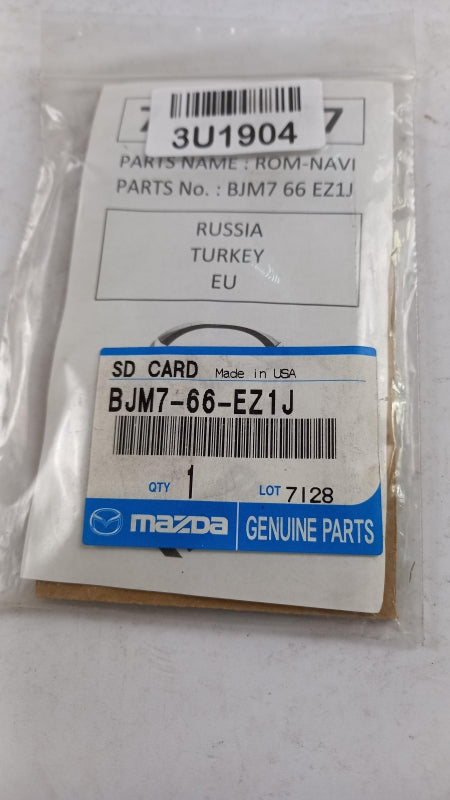 3U1904
PARTS NAME : ROM-NAVI
PARTS No. : BJM7 66 EZ1J
RUSSIA
TURKEY
EU
SD CARD Made in USA
BJM7-66-EZ1J
QTY 1 LOT 7128
mazda GENUINE PARTS